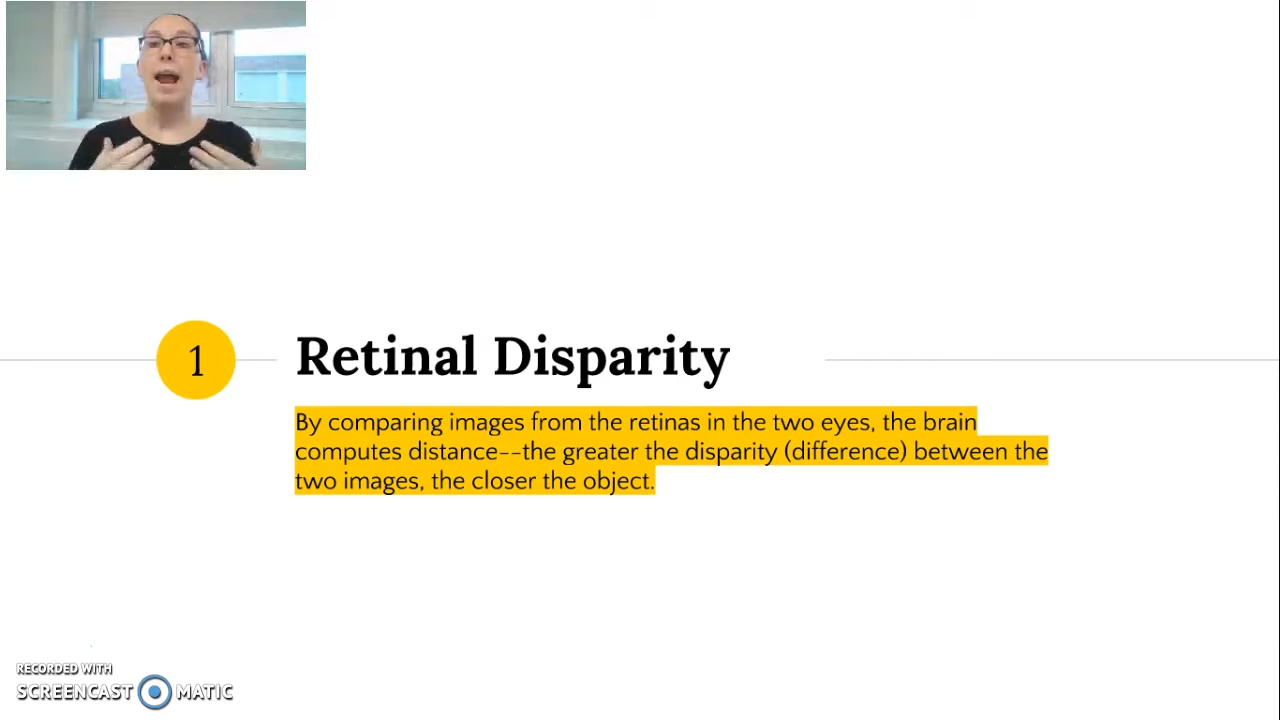 1
Retinal Disparity
By comparing images from the retinas in the two eyes, the brain
computes distance--the greater the disparity (difference) between the
two images, the closer the object.
RECORDED WITH
SCREENCAST MATIC